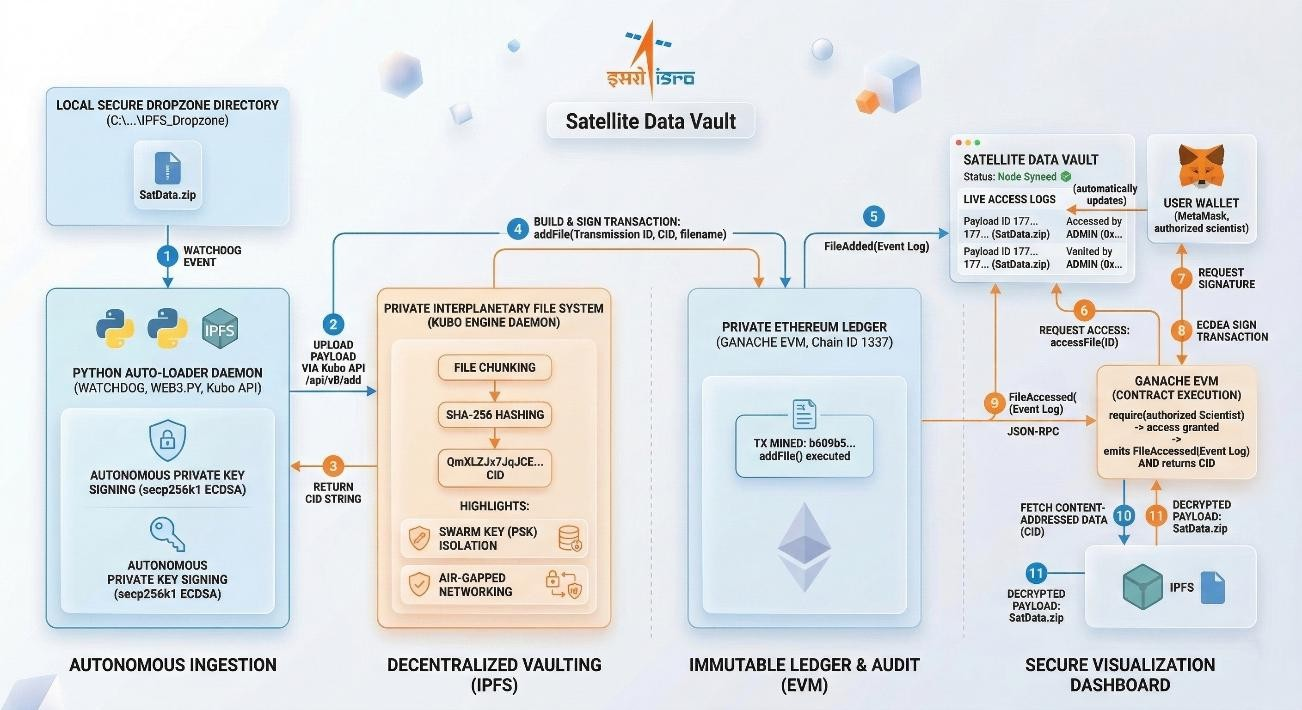 इसरो isro
Satellite Data Vault
LOCAL SECURE DROPZONE DIRECTORY
(C:\...\IPFS_Dropzone)
SatData.zip
1
WATCHDOG
EVENT
IPFS
PYTHON AUTO-LOADER DAEMON
(WATCHDOG, WEB3.PY, Kubo API)
AUTONOMOUS PRIVATE KEY
SIGNING (secp256k1 ECDSA)
AUTONOMOUS
PRIVATE KEY SIGNING
(secp256k1 ECDSA)
AUTONOMOUS INGESTION
2
UPLOAD
PAYLOAD
VIA Kubo API
/api/vB/add
3
RETURN
CID STRING
4
BUILD & SIGN TRANSACTION:
addFile(Transmission ID, CID, filename)
PRIVATE INTERPLANETARY FILE SYSTEM
(KUBO ENGINE DAEMON)
FILE CHUNKING
SHA-256 HASHING
QmXLZJx7JqJCE...
CID
HIGHLIGHTS:
SWARM KEY (PSK)
ISOLATION
AIR-GAPPED
NETWORKING
DECENTRALIZED VAULTING
(IPFS)
5
FileAdded(Event Log)
PRIVATE ETHEREUM LEDGER
(GANACHE EVM, Chain ID 1337)
TX MINED: b609b5...
addFIle() executed
IMMUTABLE LEDGER & AUDIT
(EVM)
SATELLITE DATA VAULT
Status: Node Syneed
(automatically
updates)
LIVE ACCESS LOGS
Payload ID 177... Accessed by
177... (SatData.zip) ADMIN (0x...
Payload ID 177... Vanited by
177... (SatData.zip) ADMIN (0x...
USER WALLET
(MetaMask,
authorized scientist)
6
REQUEST ACCESS:
accessFile(ID)
7
REQUEST
SIGNATURE
8
ECDEA SIGN
TRANSACTION
9
FileAccessed(
(Event Log)
JSON-RPC
GANACHE EVM
(CONTRACT EXECUTION)
require(authorized Scientist)
-> access granted
->
emits FIleAccessed(Event Log)
AND returns CID
FETCH CONTENT-
ADDRESSED DATA
(CID)
10
11
DECRYPTED
PAYLOAD:
SatData.zip
11
DECRYPTED
PAYLOAD:
SatData.zip
IPFS
SECURE VISUALIZATION
DASHBOARD